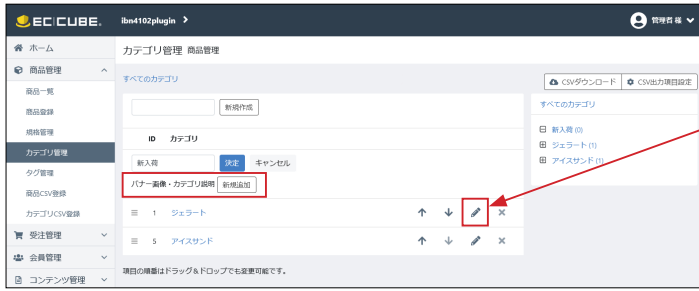 EC CUBE.
ibn4102plugin
管理者 様
ホーム
商品管理
商品一覧
商品登録
規格管理
カテゴリ管理
タグ管理
商品CSV登録
カテゴリCSV登録
受注管理
会員管理
コンテンツ管理
カテゴリ管理 商品管理
すべてのカテゴリ
新規作成
ID カテゴリ
新入荷 決定 キャンセル
バナー画像・カテゴリ説明 新規追加
1 ジェラート
5 アイスサンド
項目の順番はドラッグ＆ドロップでも変更可能です。
CSVダウンロード CSV出力項目設定
すべてのカテゴリ
新入荷 (0)
ジェラート (1)
アイスサンド (1)